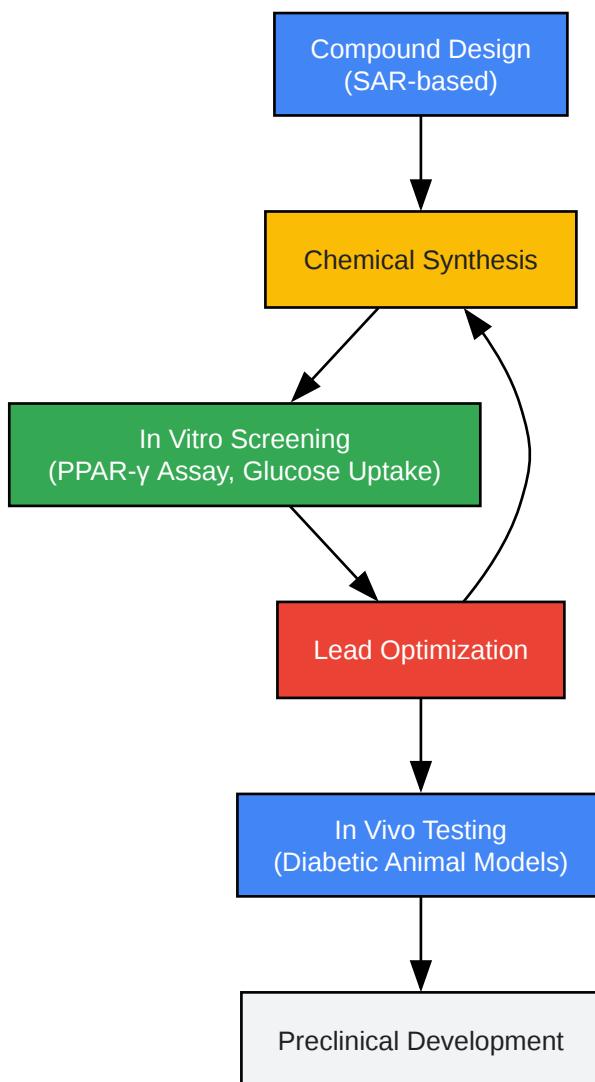 Compound Design
(SAR-based)
Chemical Synthesis
In Vitro Screening
(PPAR-γ Assay, Glucose Uptake)
Lead Optimization
In Vivo Testing
(Diabetic Animal Models)
Preclinical Development